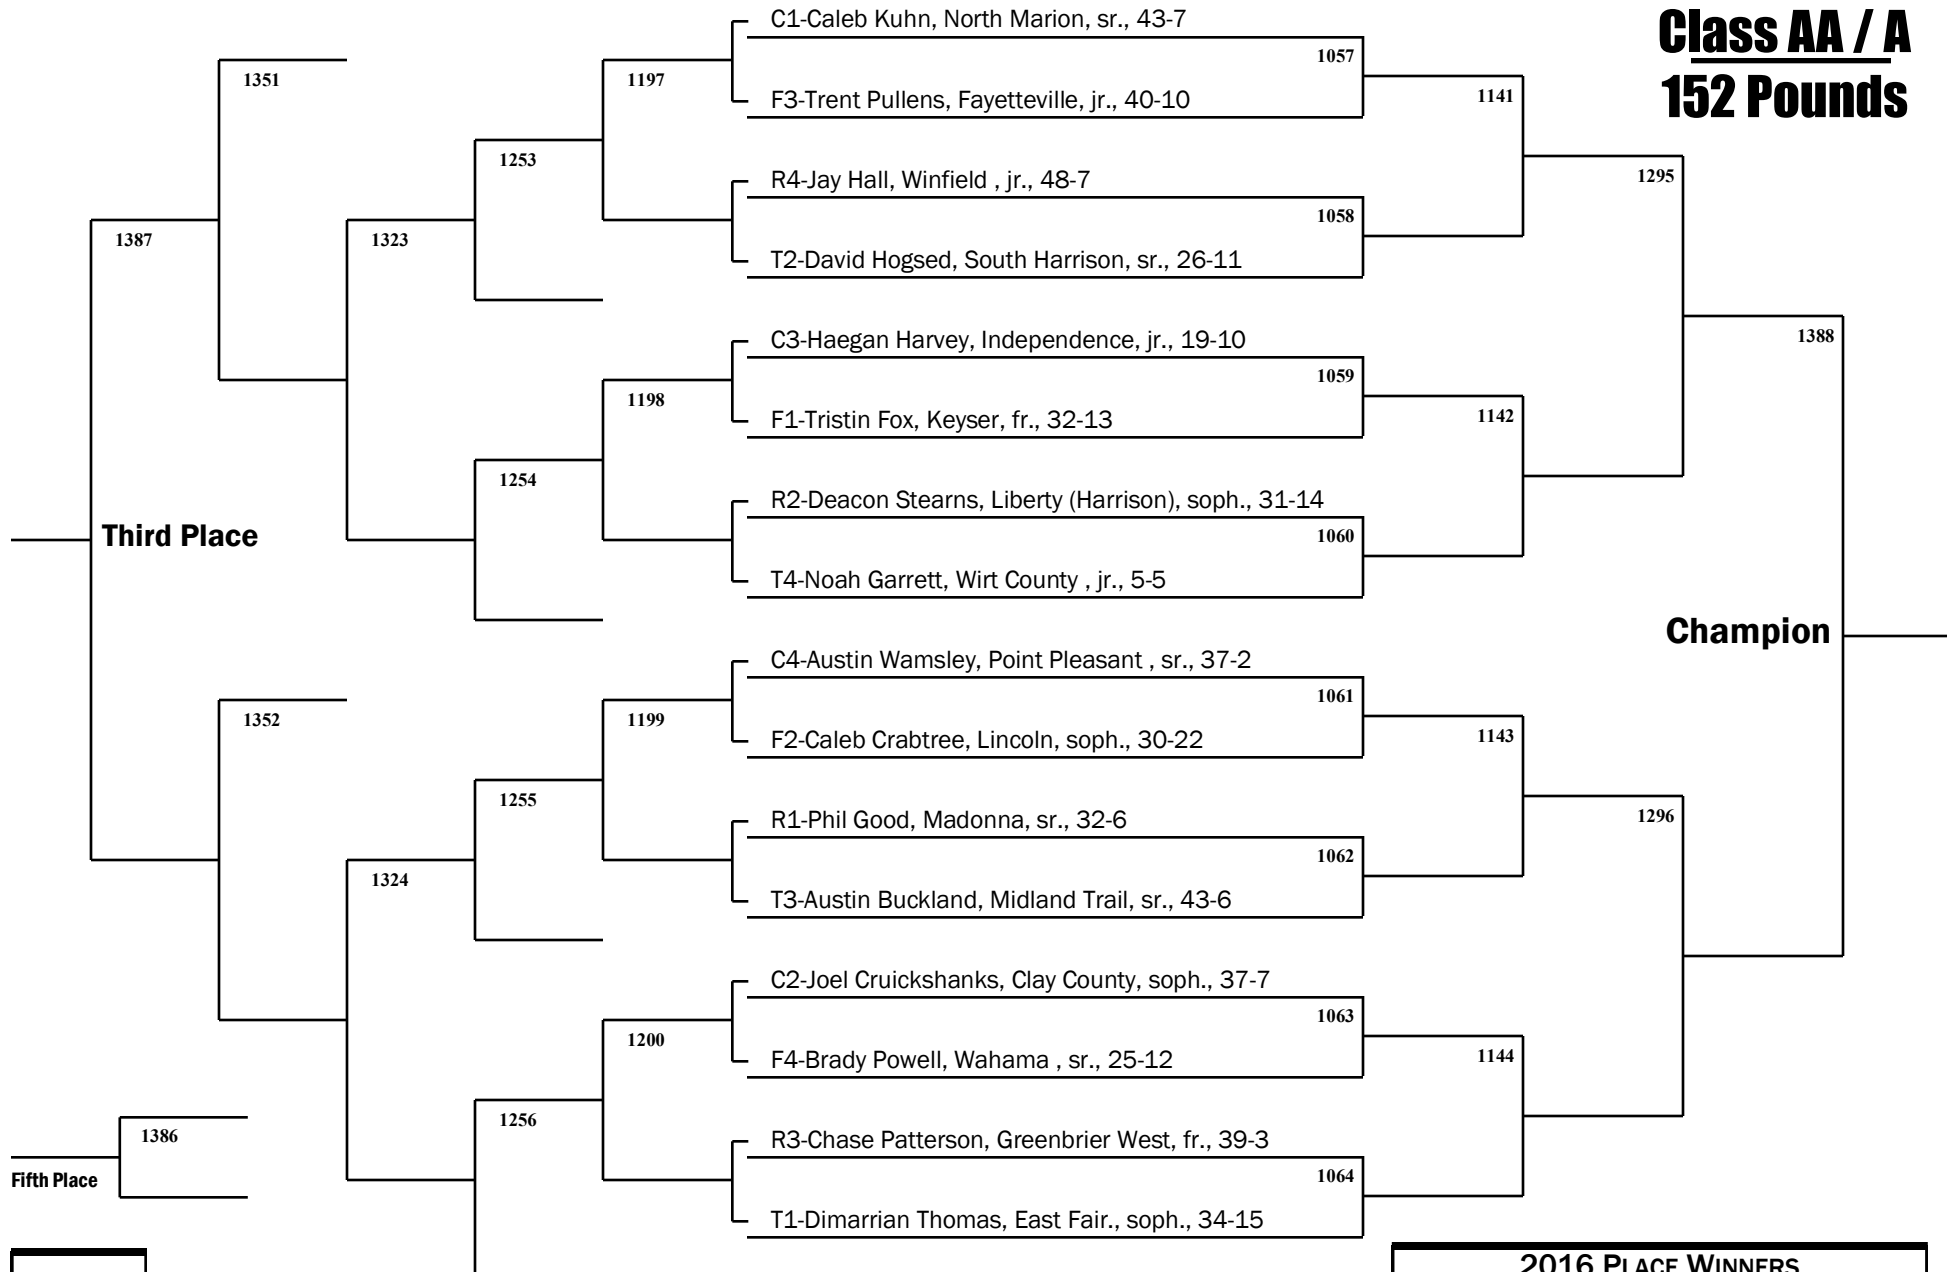 Class AA / A
152 Pounds
C1-Caleb Kuhn, North Marion, sr., 43-7
1057
1351
1197
F3-Trent Pullens, Fayetteville, jr., 40-10
1141
1253
R4-Jay Hall, Winfield , jr., 48-7
1295
1058
1387
1323
T2-David Hogsed, South Harrison, sr., 26-11
C3-Haegan Harvey, Independence, jr., 19-10
1388
1059
1198
F1-Tristin Fox, Keyser, fr., 32-13
1142
1254
R2-Deacon Stearns, Liberty (Harrison), soph., 31-14
1060
Third Place
T4-Noah Garrett, Wirt County , jr., 5-5
Champion
C4-Austin Wamsley, Point Pleasant , sr., 37-2
1061
1352
1199
F2-Caleb Crabtree, Lincoln, soph., 30-22
1143
1255
R1-Phil Good, Madonna, sr., 32-6
1296
1062
1324
T3-Austin Buckland, Midland Trail, sr., 43-6
C2-Joel Cruickshanks, Clay County, soph., 37-7
1063
1200
F4-Brady Powell, Wahama , sr., 25-12
1144
1256
1386
R3-Chase Patterson, Greenbrier West, fr., 39-3
1064
Fifth Place
T1-Dimarrian Thomas, East Fair., soph., 34-15
2016 PLACE WINNERS